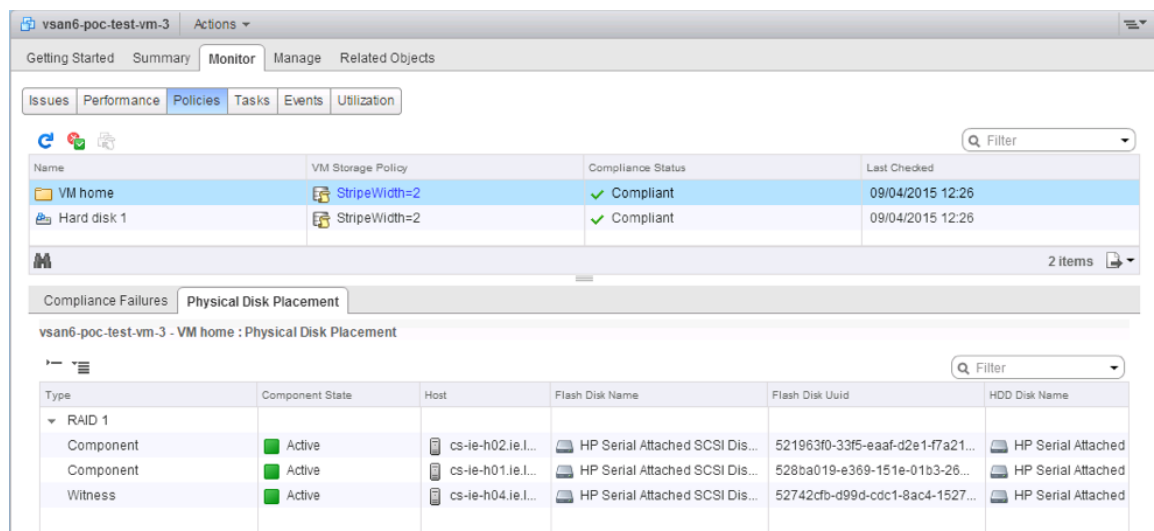 vsan6-poc-test-vm-3 Actions
Getting Started Summary Monitor Manage Related Objects
Issues Performance Policies Tasks Events Utilization
Filter
Name VM Storage Policy Compliance Status Last Checked
VM home StripeWidth=2 Compliant 09/04/2015 12:26
Hard disk 1 StripeWidth=2 Compliant 09/04/2015 12:26
2 items
Compliance Failures Physical Disk Placement
vsan6-poc-test-vm-3 - VM home : Physical Disk Placement
Filter
Type Component State Host Flash Disk Name Flash Disk Uuid HDD Disk Name
RAID 1
Component Active cs-ie-h02.ie.l... HP Serial Attached SCSI Dis... 521963f0-33f5-eaaf-d2e1-f7a21... HP Serial Attached
Component Active cs-ie-h01.ie.l... HP Serial Attached SCSI Dis... 528ba019-e369-151e-01b3-26... HP Serial Attached
Witness Active cs-ie-h04.ie.l... HP Serial Attached SCSI Dis... 52742cfb-d99d-cdc1-8ac4-1527... HP Serial Attached